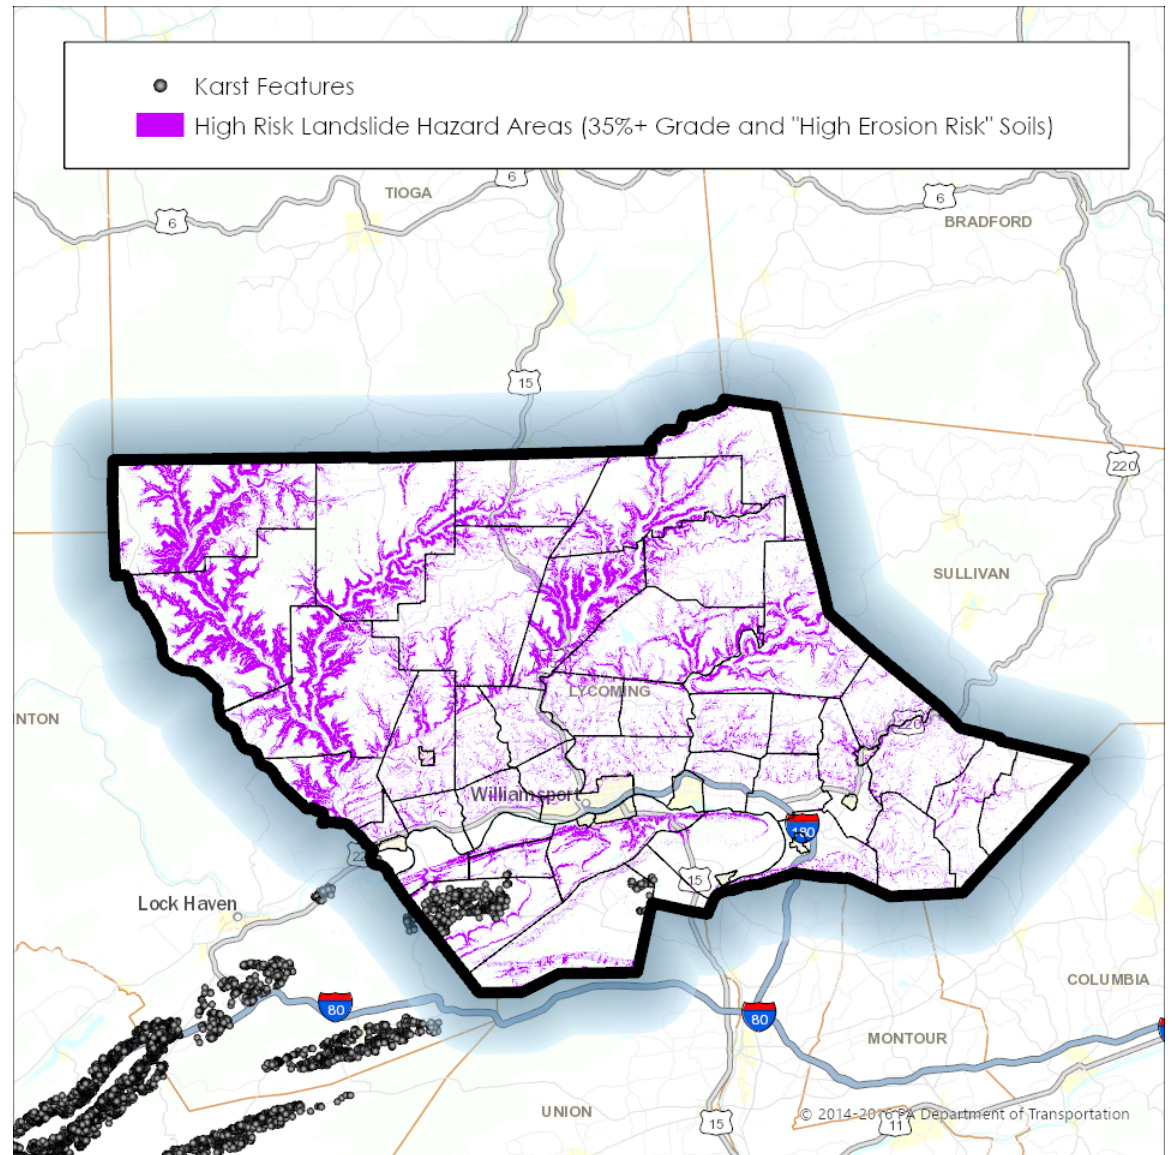 Karst Features
High Risk Landslide Hazard Areas (35%+ Grade and "High Erosion Risk" Soils)
6
TIOGA
6
6
BRADFORD
15
220
SULLIVAN
LYCOMING
INTON
Williamsport
180
22
15
Lock Haven
COLUMBIA
80
80
MONTOUR
UNION
© 2014-2016 PA Department of Transportation
15
11